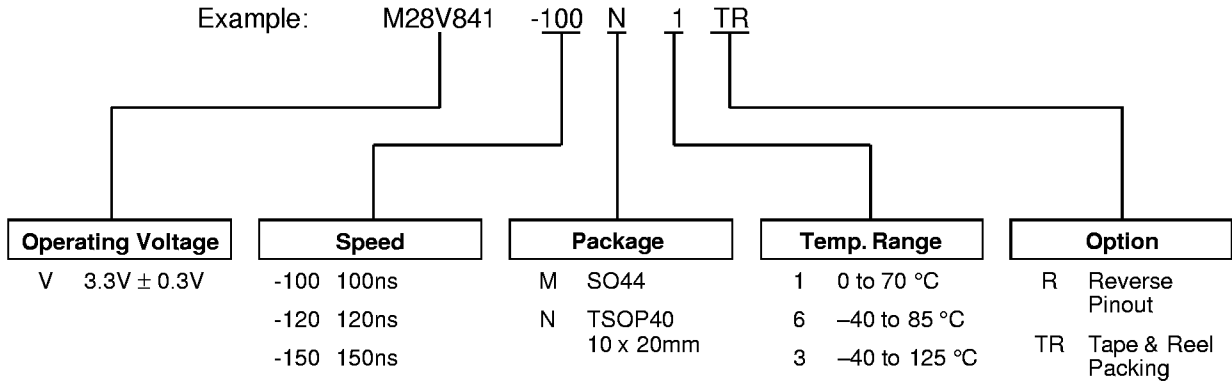 Example: M28V841 -100 N 1 TR
Operating Voltage Speed Package Temp. Range Option
V 3.3V ± 0.3V -100 100ns M SO44 1 0 to 70 °C R Reverse
Pinout
-120 120ns N TSOP40 6 –40 to 85 °C
10 x 20mm
-150 150ns 3 –40 to 125 °C TR Tape & Reel
Packing